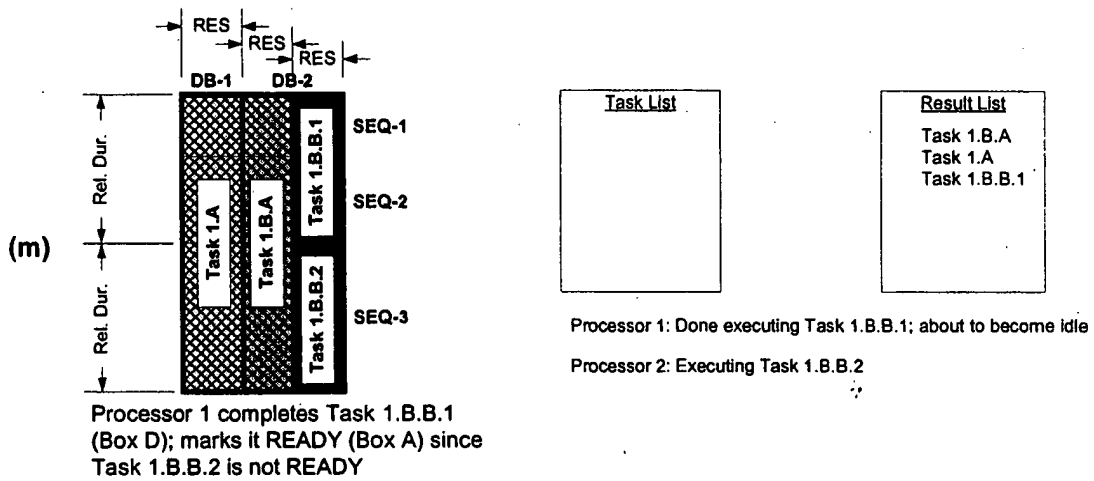 RES
RES
RES
DB-1
DB-2
Rel. Dur.
Rel. Dur.
(m)
Task 1.A
Task 1.B.A
Task 1.B.B.1
Task 1.B.B.2
SEQ-1
SEQ-2
SEQ-3
Processor 1 completes Task 1.B.B.1
(Box D); marks it READY (Box A) since
Task 1.B.B.2 is not READY
Task List
Result List
Task 1.B.A
Task 1.A
Task 1.B.B.1
Processor 1: Done executing Task 1.B.B.1; about to become idle
Processor 2: Executing Task 1.B.B.2